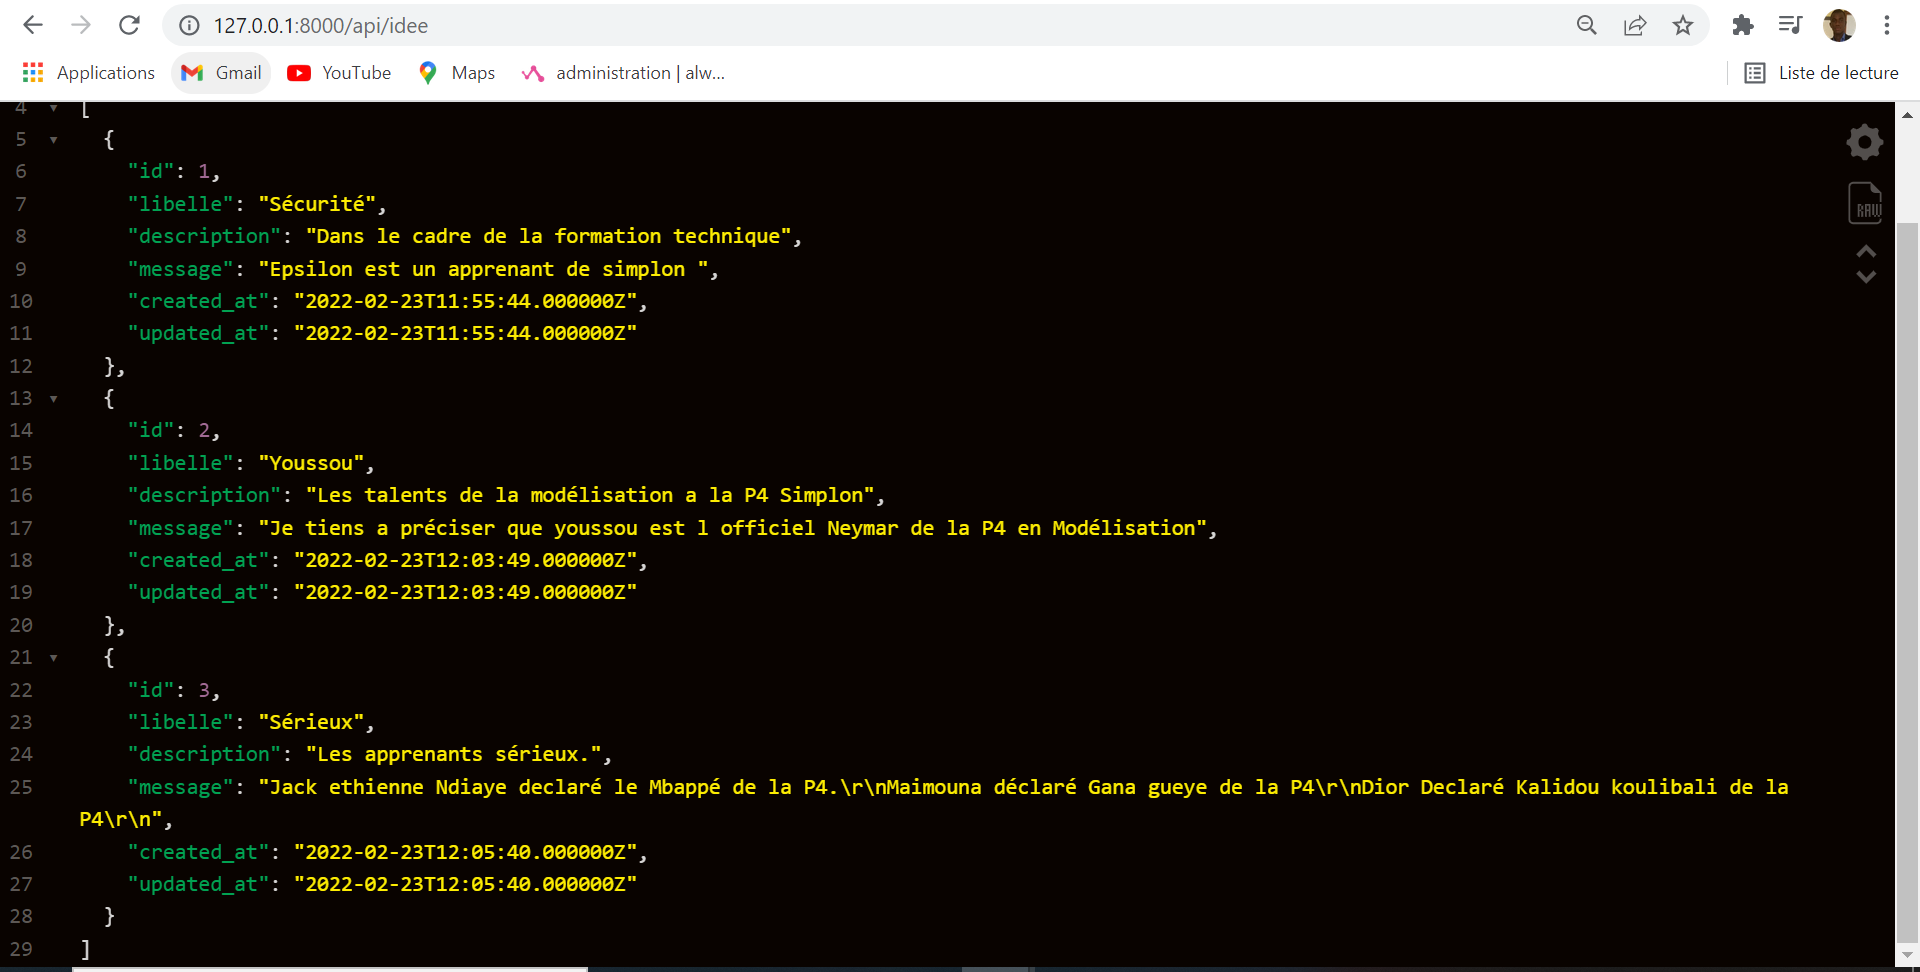 127.0.0.1:8000/api/idee
Applications Gmail YouTube Maps administration | alw... Liste de lecture
4 [
5 {
6 "id": 1,
7 "libelle": "Sécurité",
8 "description": "Dans le cadre de la formation technique",
9 "message": "Epsilon est un apprenant de simplon ",
10 "created_at": "2022-02-23T11:55:44.000000Z",
11 "updated_at": "2022-02-23T11:55:44.000000Z"
12 },
13 {
14 "id": 2,
15 "libelle": "Youssou",
16 "description": "Les talents de la modélisation a la P4 Simplon",
17 "message": "Je tiens a préciser que youssou est l officiel Neymar de la P4 en Modélisation",
18 "created_at": "2022-02-23T12:03:49.000000Z",
19 "updated_at": "2022-02-23T12:03:49.000000Z"
20 },
21 {
22 "id": 3,
23 "libelle": "Sérieux",
24 "description": "Les apprenants sérieux.",
25 "message": "Jack ethienne Ndiaye declaré le Mbappé de la P4.\r\nMaimouna déclaré Gana gueye de la P4\r\nDior Declaré Kalidou koulibali de la
P4\r\n",
26 "created_at": "2022-02-23T12:05:40.000000Z",
27 "updated_at": "2022-02-23T12:05:40.000000Z"
28 }
29 ]
RAW